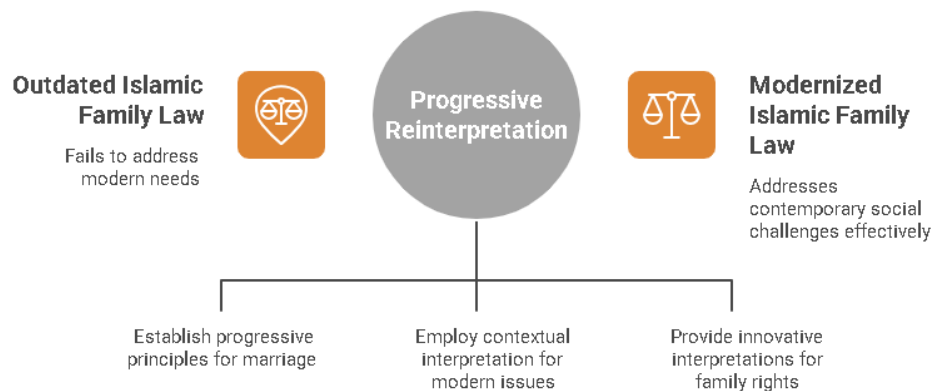 Outdated Islamic
Family Law
Fails to address
modern needs
Progressive
Reinterpretation
Modernized
Islamic Family
Law
Addresses
contemporary social
challenges effectively
Establish progressive
principles for marriage
Employ contextual
interpretation for
modern issues
Provide innovative
interpretations for
family rights